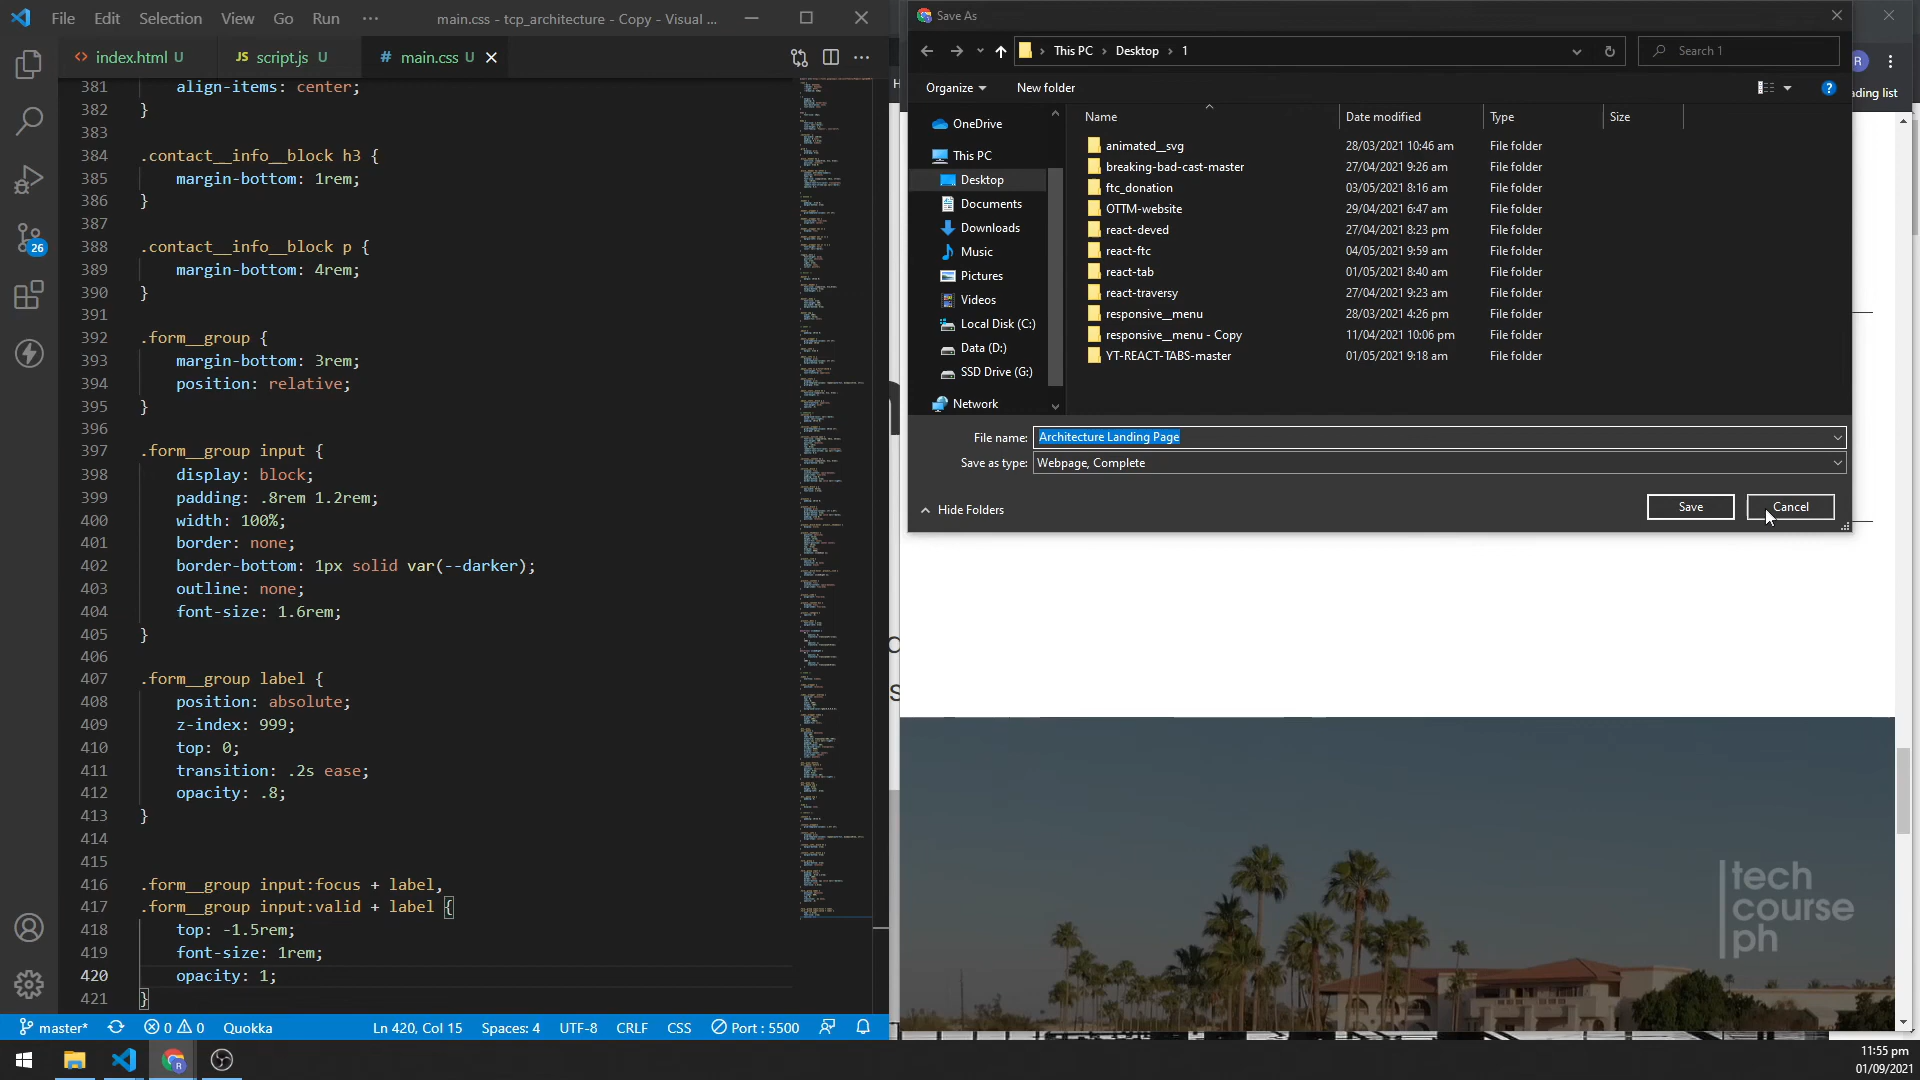 File Edit Selection View Go Run ··· main.css - tcp_architecture - Copy - Visual ...
<> index.html U JS script.js U # main.css U
381 align-items: center;
382 }
383
384 .contact__info__block h3 {
385 margin-bottom: 1rem;
386 }
387
388 .contact__info__block p {
389 margin-bottom: 4rem;
390 }
391
392 .form__group {
393 margin-bottom: 3rem;
394 position: relative;
395 }
396
397 .form__group input {
398 display: block;
399 padding: .8rem 1.2rem;
400 width: 100%;
401 border: none;
402 border-bottom: 1px solid var(--darker);
403 outline: none;
404 font-size: 1.6rem;
405 }
406
407 .form__group label {
408 position: absolute;
409 z-index: 999;
410 top: 0;
411 transition: .2s ease;
412 opacity: .8;
413 }
414
415
416 .form__group input:focus + label,
417 .form__group input:valid + label {
418 top: -1.5rem;
419 font-size: 1rem;
420 opacity: 1;
421 }
26
master* 0 0 Quokka Ln 420, Col 15 Spaces: 4 UTF-8 CRLF CSS Port : 5500
Save As
This PC > Desktop > 1
Search 1
Organize New folder
R
ading list
OneDrive
This PC
Desktop
Documents
Downloads
Music
Pictures
Videos
Local Disk (C:)
Data (D:)
SSD Drive (G:)
Network
Name Date modified Type Size
animated__svg 28/03/2021 10:46 am File folder
breaking-bad-cast-master 27/04/2021 9:26 am File folder
ftc_donation 03/05/2021 8:16 am File folder
OTTM-website 29/04/2021 6:47 am File folder
react-deved 27/04/2021 8:23 pm File folder
react-ftc 04/05/2021 9:59 am File folder
react-tab 01/05/2021 8:40 am File folder
react-traversy 27/04/2021 9:23 am File folder
responsive__menu 28/03/2021 4:26 pm File folder
responsive__menu - Copy 11/04/2021 10:06 pm File folder
YT-REACT-TABS-master 01/05/2021 9:18 am File folder
File name: Architecture Landing Page
Save as type: Webpage, Complete
Hide Folders
Save Cancel
tech
course
ph
11:55 pm
01/09/2021